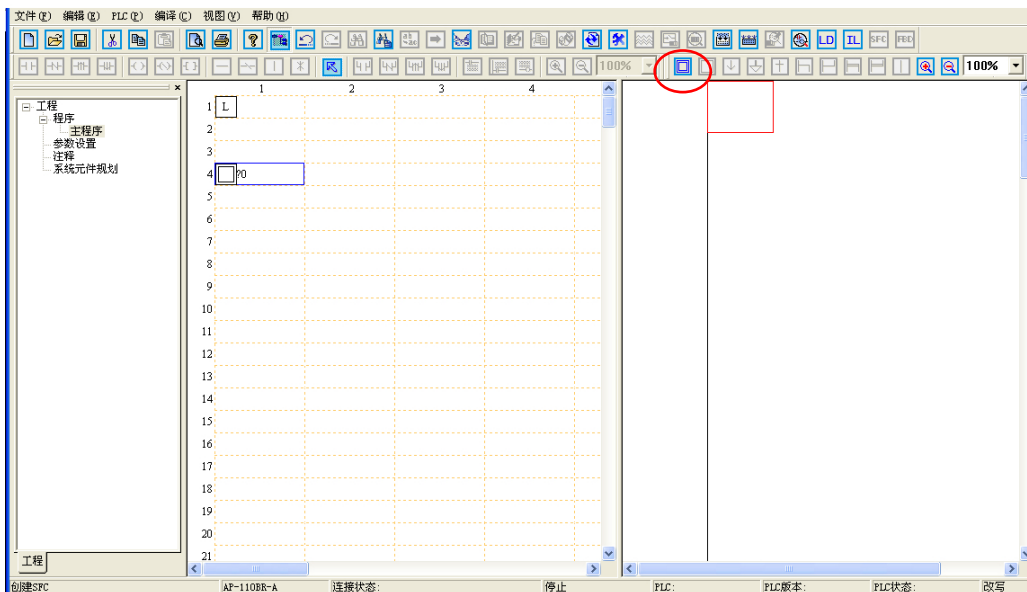 文件(F) 编辑(E) PLC(P) 编译(C) 视图(V) 帮助(H)
LD IL SFC FBD
100% 100%
1 2 3 4
工程
程序
主程序
参数设置
注释
系统元件规划
1 L
2
3
4 ?0
5
6
7
8
9
10
11
12
13
14
15
16
17
18
19
20
21
工程
创建SFC AP-110BR-A 连接状态: 停止 PLC: PLC版本: PLC状态: 改写